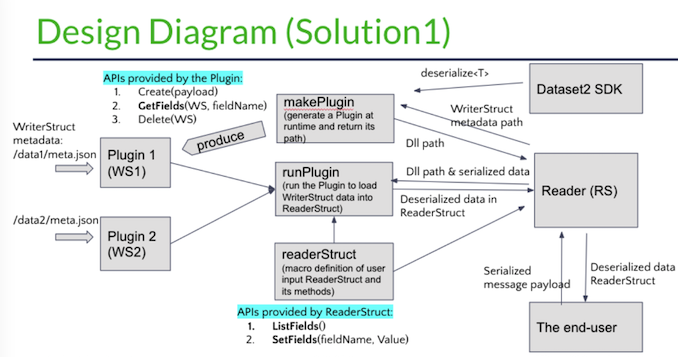 Design Diagram (Solution1)
APIs provided by the Plugin:
1. Create(payload)
2. GetFields(WS, fieldName)
3. Delete(WS)
deserialize<T>
Dataset2 SDK
makePlugin
(generate a Plugin at
runtime and return its
path)
WriterStruct
metadata path
produce
Dll path
WriterStruct
metadata:
/data1/meta.json
Plugin 1
(WS1)
runPlugin
(run the Plugin to load
WriterStruct data into
ReaderStruct)
Dll path & serialized data
Deserialized data in
ReaderStruct
Reader (RS)
/data2/meta.json
Plugin 2
(WS2)
readerStruct
(macro definition of user
input ReaderStruct and
its methods)
Serialized
message payload
Deserialized data
ReaderStruct
APIs provided by ReaderStruct:
1. ListFields()
2. SetFields(fieldName, Value)
The end-user